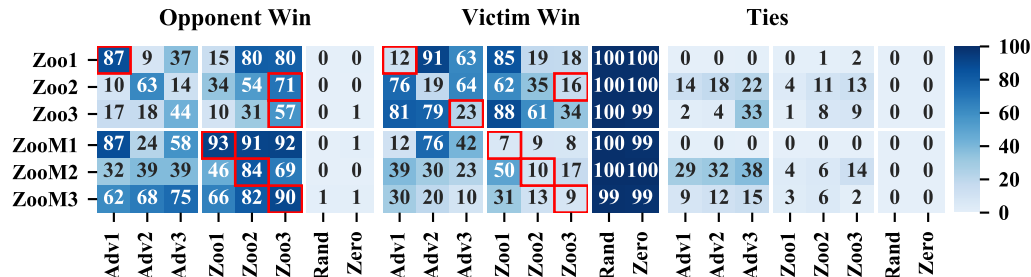 Opponent Win Victim Win Ties
Zoo1 87 9 37 15 80 80 0 0 12 91 63 85 19 18 100 100 0 0 0 0 1 2 0 0 100
Zoo2 10 63 14 34 54 71 0 0 76 19 64 62 35 16 100 100 14 18 22 4 11 13 0 0 80
Zoo3 17 18 44 10 31 57 0 1 81 79 23 88 61 34 100 99 2 4 33 1 8 9 0 0 60
ZooM1 87 24 58 93 91 92 0 1 12 76 42 7 9 8 100 99 0 0 0 0 0 0 0 0 40
ZooM2 32 39 39 46 84 69 0 0 39 30 23 50 10 17 100 100 29 32 38 4 6 14 0 0 20
ZooM3 62 68 75 66 82 90 1 1 30 20 10 31 13 9 99 99 9 12 15 3 6 2 0 0 0
Adv1 Adv2 Adv3 Zoo1 Zoo2 Zoo3 Rand Zero Adv1 Adv2 Adv3 Zoo1 Zoo2 Zoo3 Rand Zero Adv1 Adv2 Adv3 Zoo1 Zoo2 Zoo3 Rand Zero